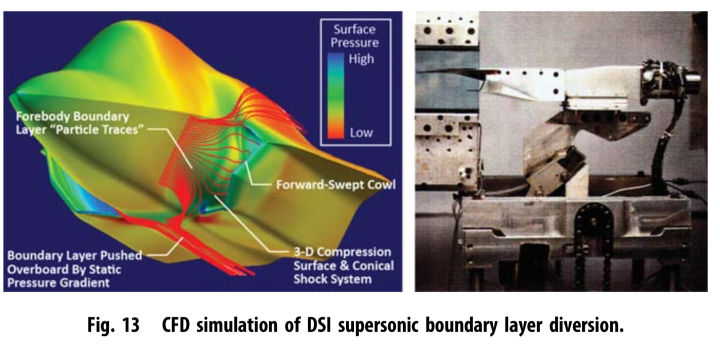 Surface
Pressure
High
Low
Forebody Boundary
Layer “Particle Traces”
Forward-Swept Cowl
Boundary Layer Pushed
Overboard By Static
Pressure Gradient
3-D Compression
Surface & Conical
Shock System
Fig. 13 CFD simulation of DSI supersonic boundary layer diversion.